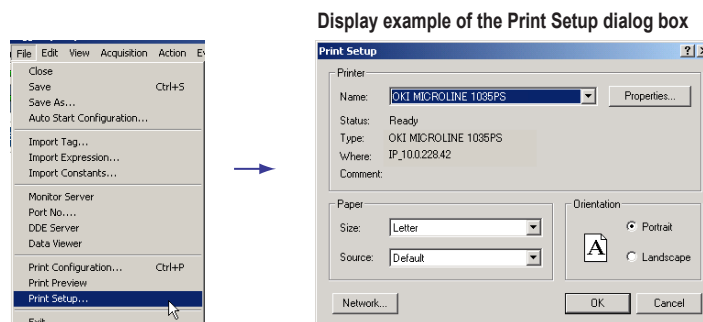 Display example of the Print Setup dialog box
File Edit View Acquisition Action
Close
Save Ctrl+S
Save As...
Auto Start Configuration...
Import Tag...
Import Expression...
Import Constants...
Monitor Server
Port No....
DDE Server
Data Viewer
Print Configuration... Ctrl+P
Print Preview
Print Setup...
Exit
Print Setup
Printer
Name: OKI MICROLINE 1035PS Properties...
Status: Ready
Type: OKI MICROLINE 1035PS
Where: IP_10.0.228.42
Comment:
Paper
Size: Letter
Source: Default
Orientation
A
Portrait
Landscape
Network... OK Cancel